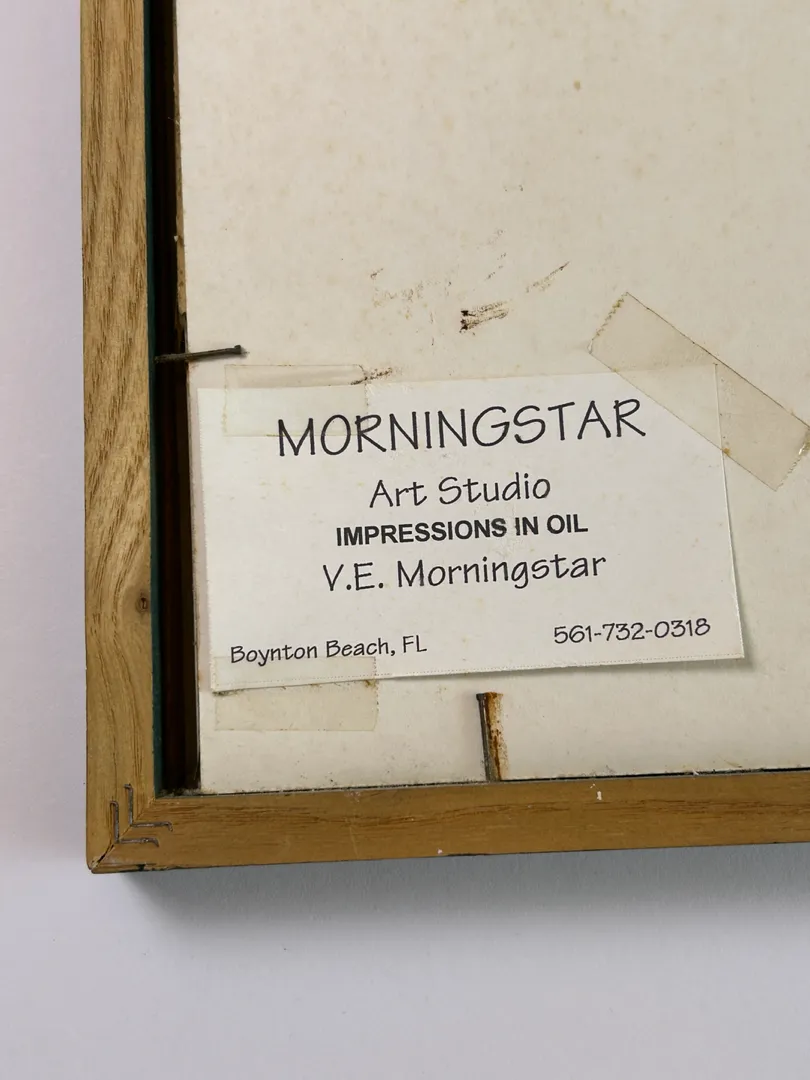 MORNINGSTAR
Art Studio
IMPRESSIONS IN OIL
V.E. Morningstar
Boynton Beach, FL
561-732-0318